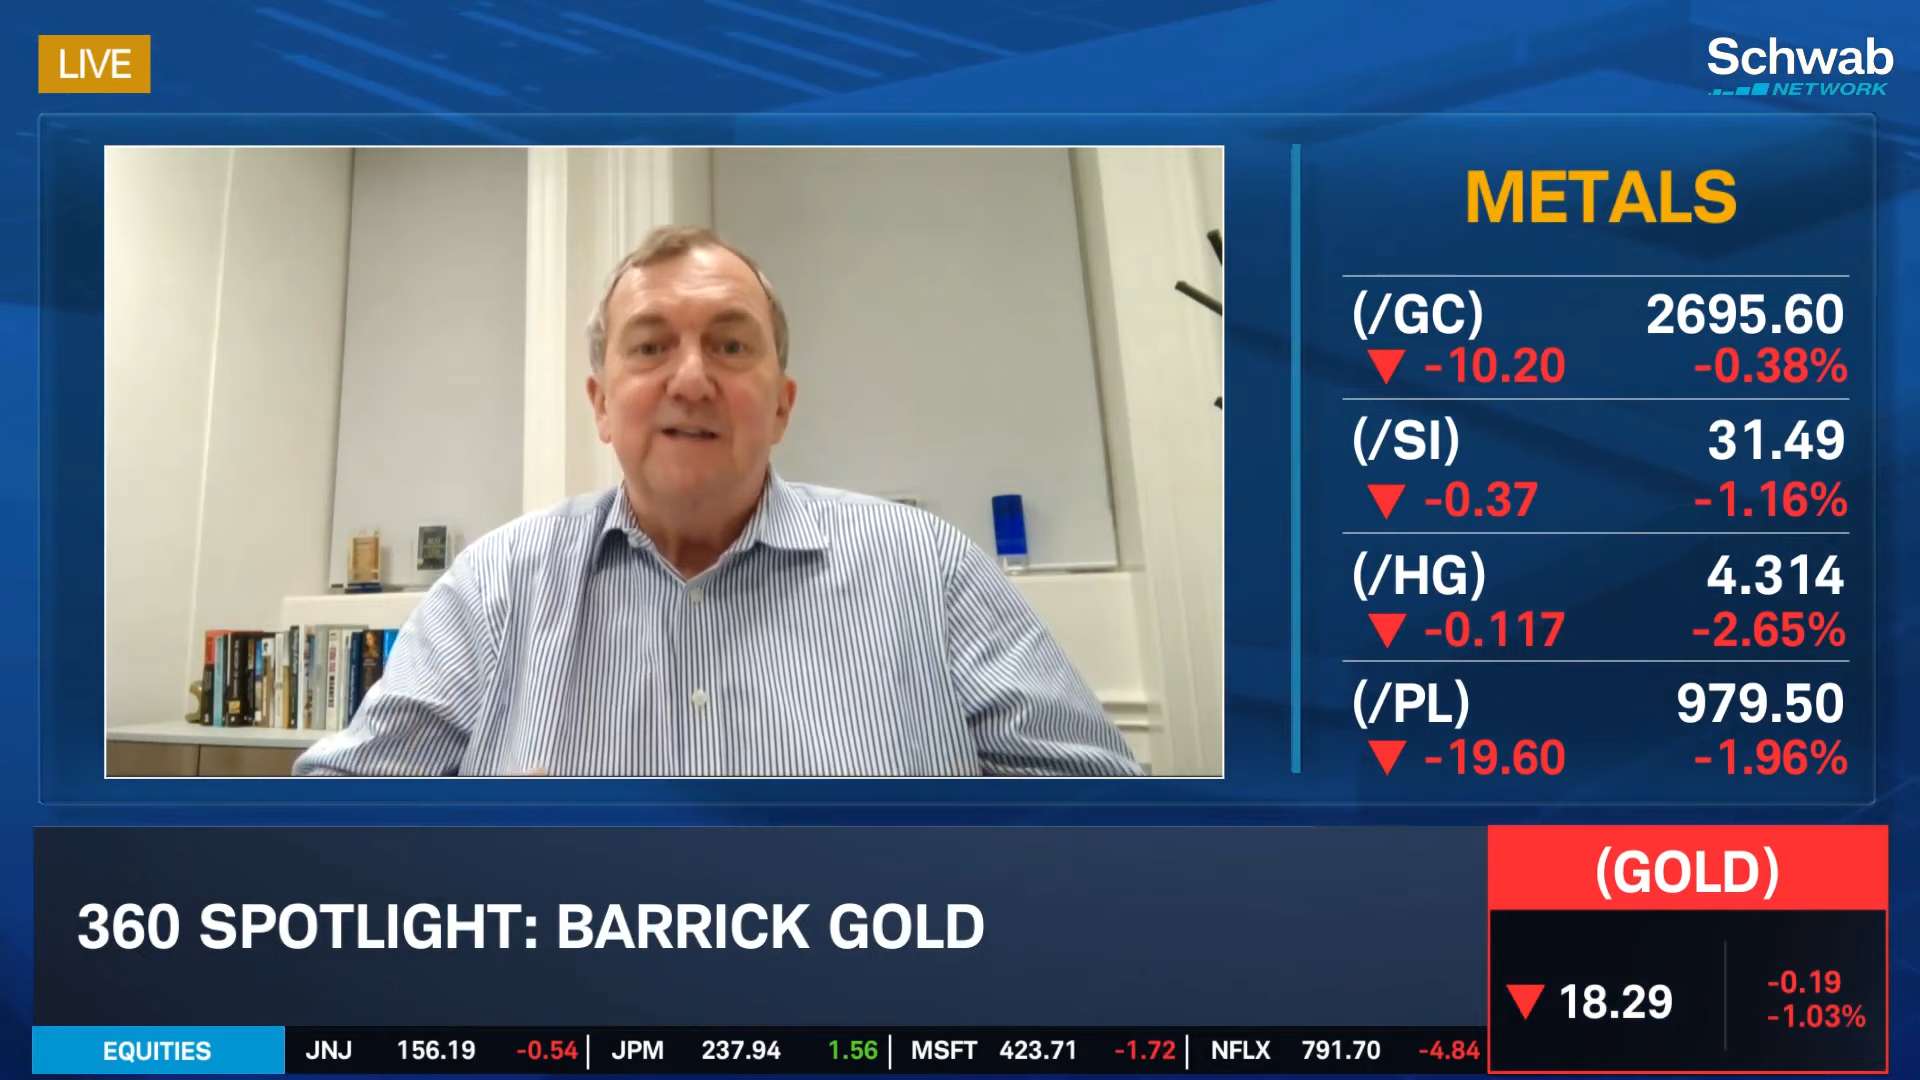 LIVE
Schwab
NETWORK
METALS
(/GC) 2695.60
▼ -10.20 -0.38%
(/SI) 31.49
▼ -0.37 -1.16%
(/HG) 4.314
▼ -0.117 -2.65%
(/PL) 979.50
▼ -19.60 -1.96%
360 SPOTLIGHT: BARRICK GOLD
(GOLD)
▼ 18.29
-0.19
-1.03%
EQUITIES JNJ 156.19 -0.54 | JPM 237.94 1.56 | MSFT 423.71 -1.72 | NFLX 791.70 -4.84